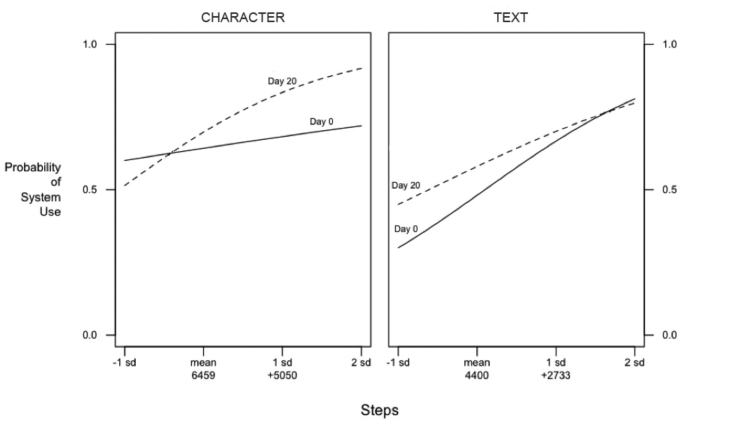 CHARACTER
TEXT
1.0
1.0
Day 20
Day 0
Probability
of
System
Use
0.5
0.5
Day 20
Day 0
0.0
0.0
-1 sd
mean
1 sd
2 sd
-1 sd
mean
1 sd
2 sd
6459
+5050
4400
+2733
Steps